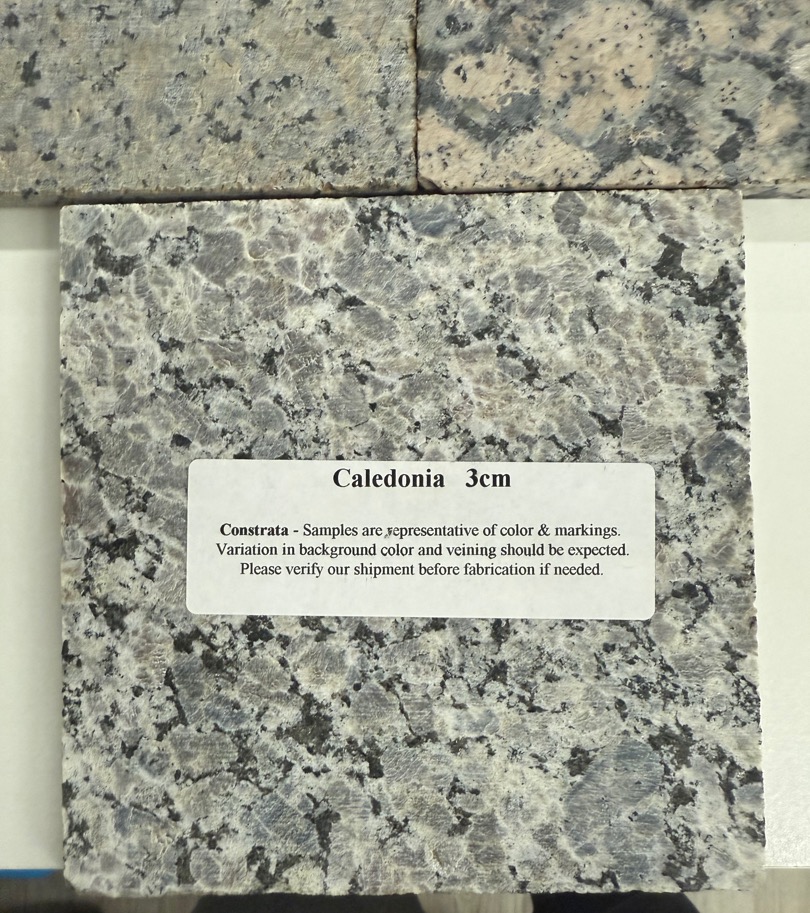 Caledonia 3cm
Constrata - Samples are representative of color & markings.
Variation in background color and veining should be expected.
Please verify our shipment before fabrication if needed.